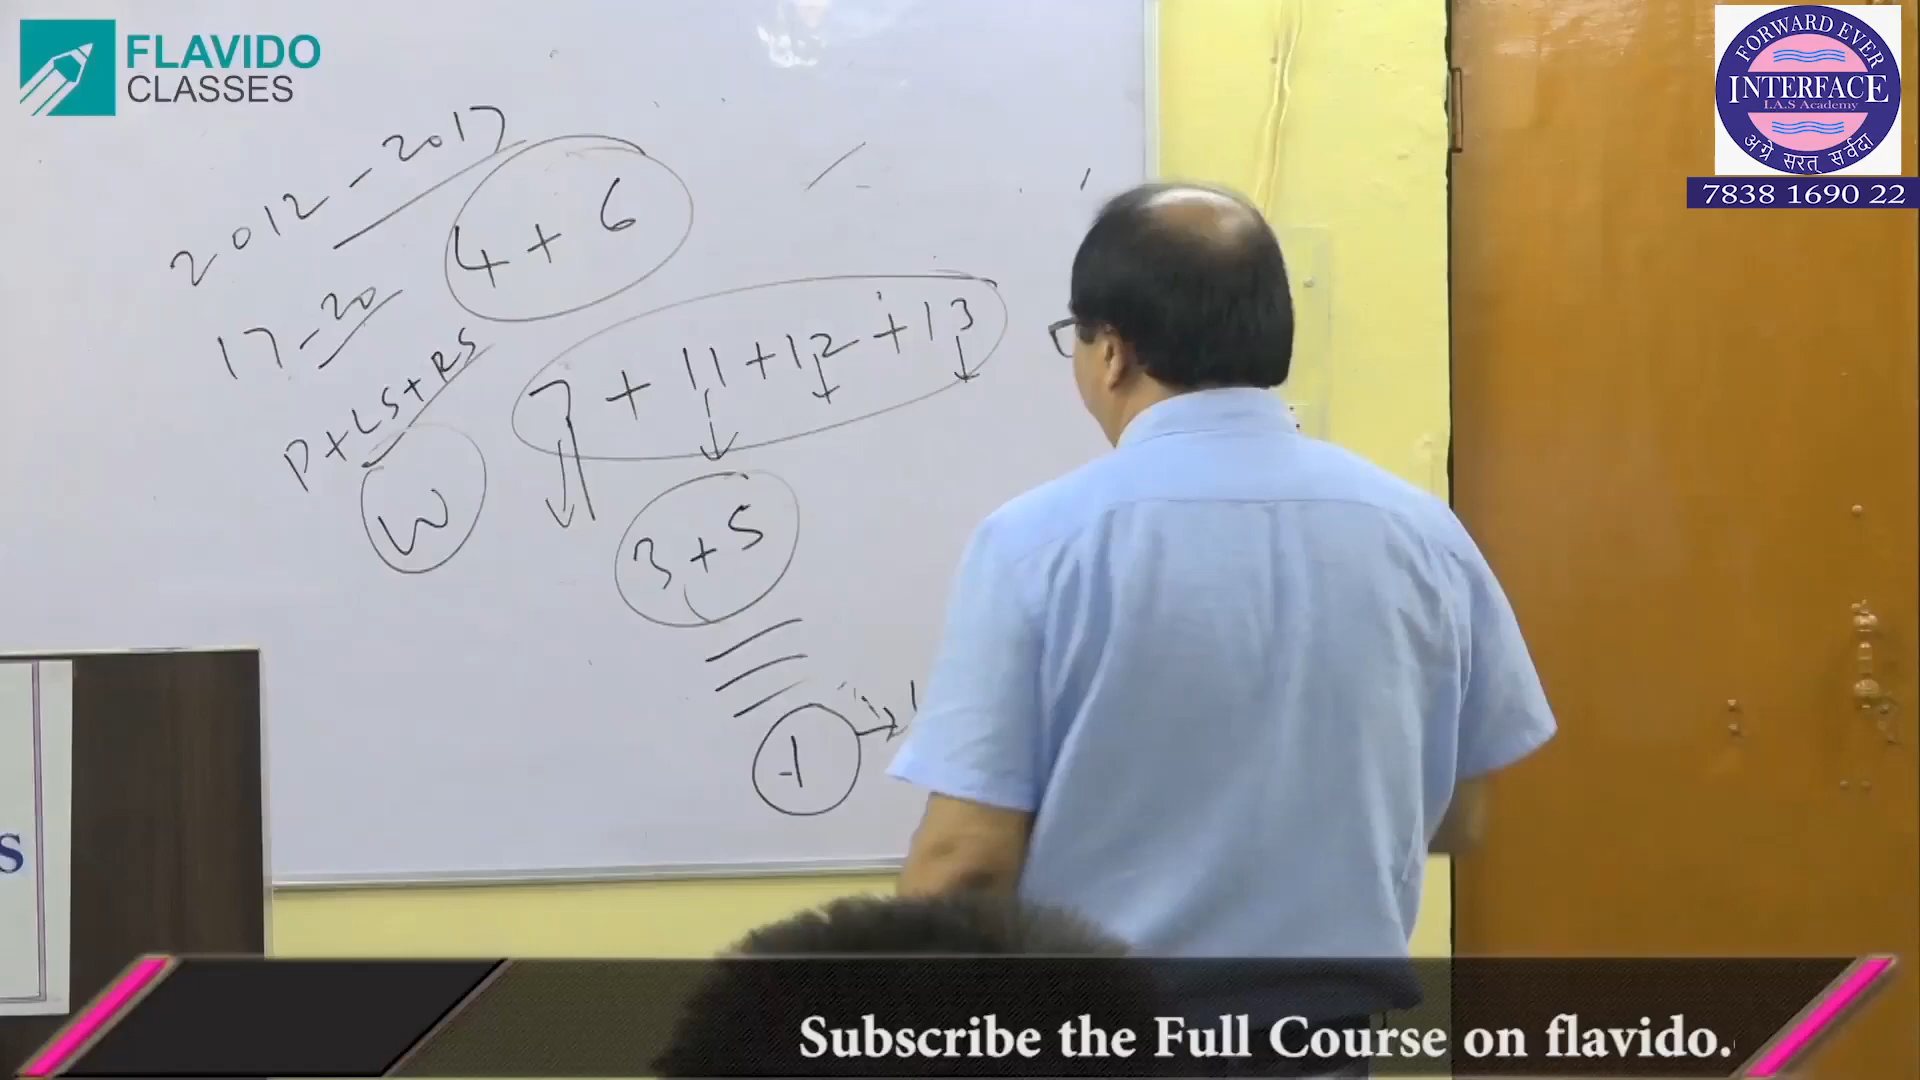 FLAVIDO
CLASSES
FORWARD EVER
INTERFACE
I.A.S Academy
अग्रे सरत् सर्वदा
7838 1690 22
2012 - 2017
4 + 6
17 - 20
7 + 11 + 12 + 13
P + LS + RS
W
3 + 5
-1
S
Subscribe the Full Course on flavido.